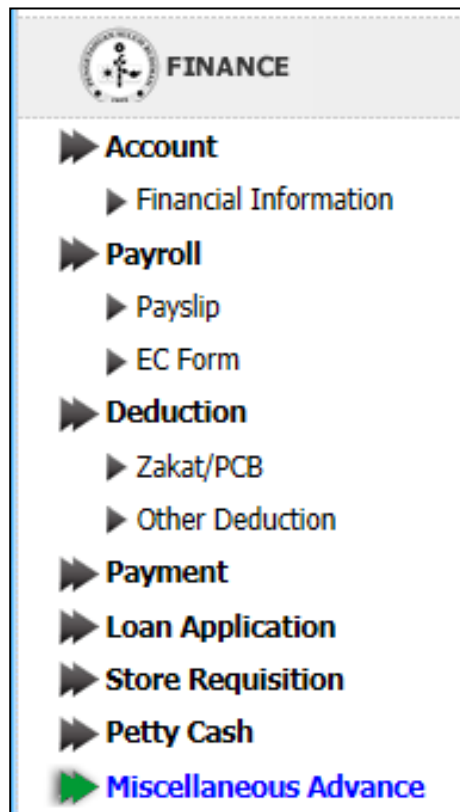 FINANCE
Account
Financial Information
Payroll
Payslip
EC Form
Deduction
Zakat/PCB
Other Deduction
Payment
Loan Application
Store Requisition
Petty Cash
Miscellaneous Advance